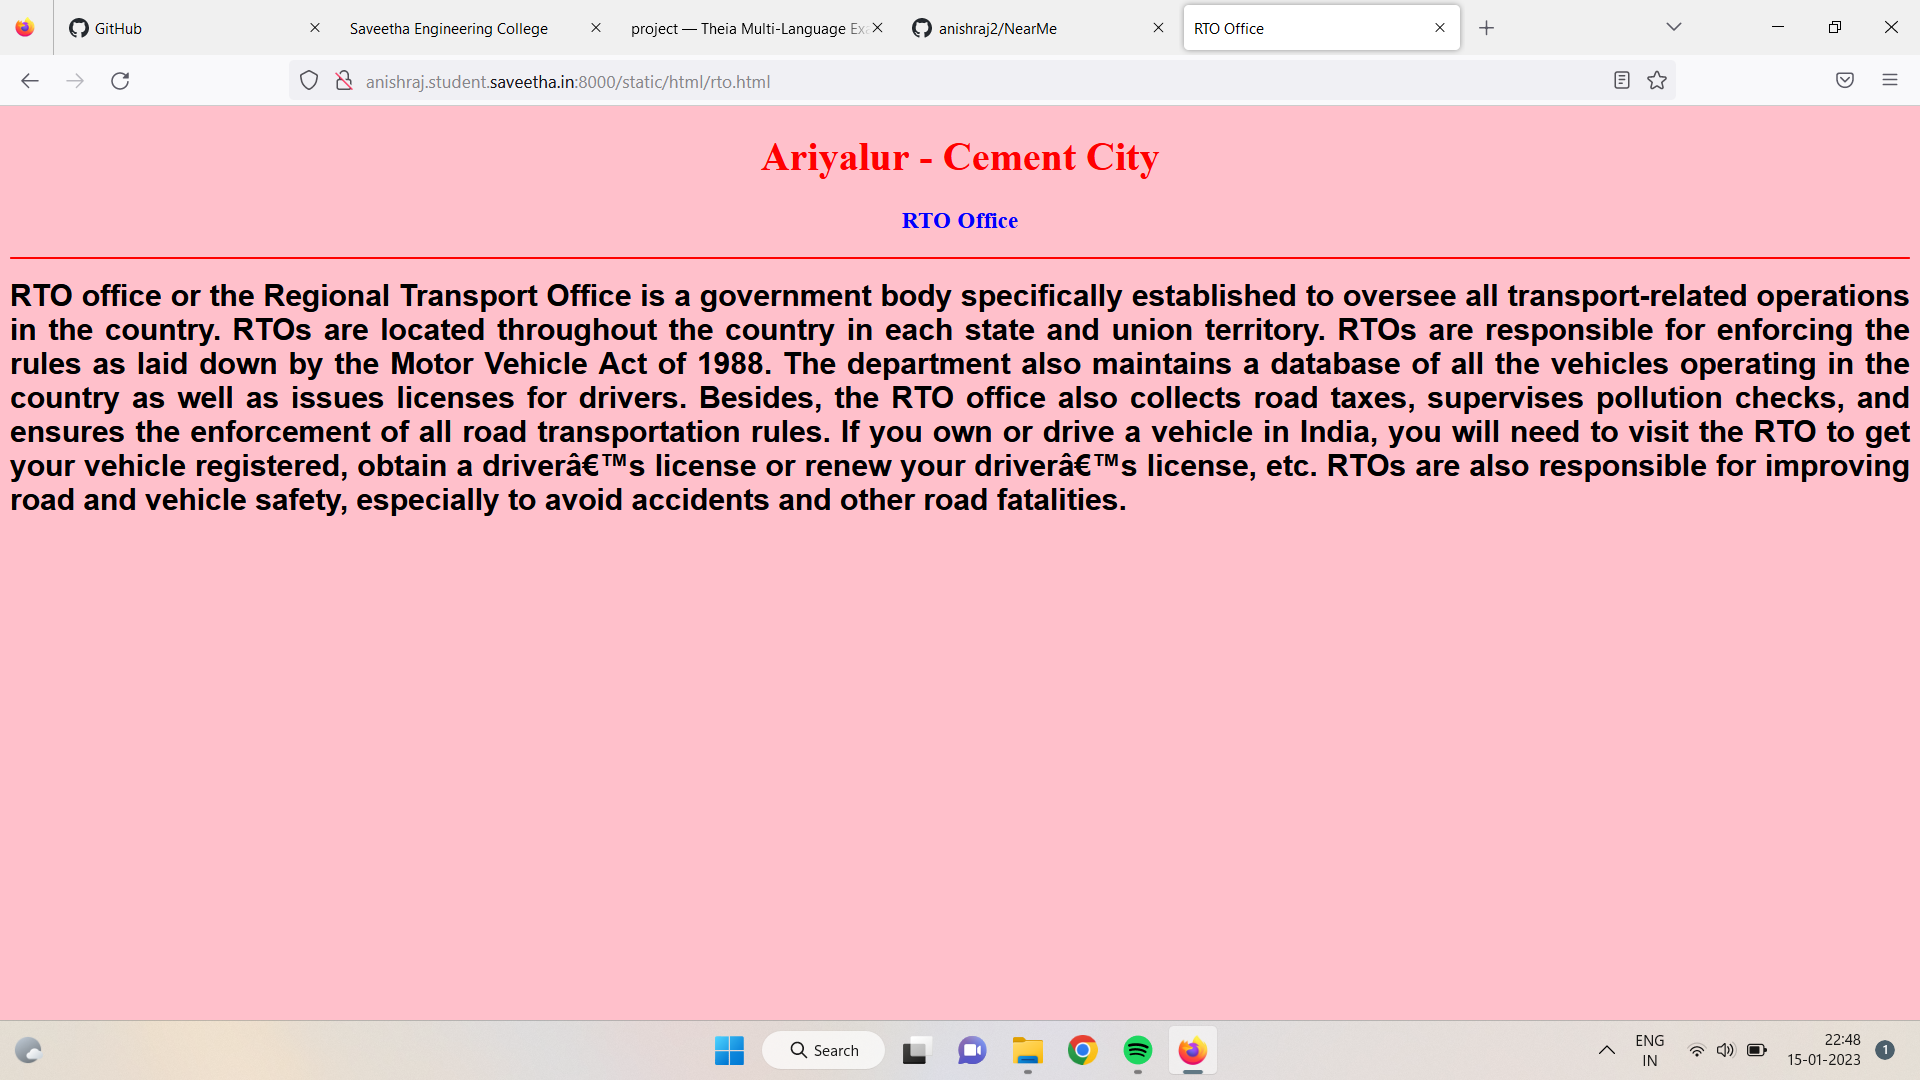 GitHub
Saveetha Engineering College
project — Theia Multi-Language Ex
anishraj2/NearMe
RTO Office
anishraj.student.saveetha.in:8000/static/html/rto.html
Ariyalur - Cement City
RTO Office
RTO office or the Regional Transport Office is a government body specifically established to oversee all transport-related operations
in the country. RTOs are located throughout the country in each state and union territory. RTOs are responsible for enforcing the
rules as laid down by the Motor Vehicle Act of 1988. The department also maintains a database of all the vehicles operating in the
country as well as issues licenses for drivers. Besides, the RTO office also collects road taxes, supervises pollution checks, and
ensures the enforcement of all road transportation rules. If you own or drive a vehicle in India, you will need to visit the RTO to get
your vehicle registered, obtain a driverâ€™s license or renew your driverâ€™s license, etc. RTOs are also responsible for improving
road and vehicle safety, especially to avoid accidents and other road fatalities.
Search
ENG
IN
22:48
15-01-2023
1